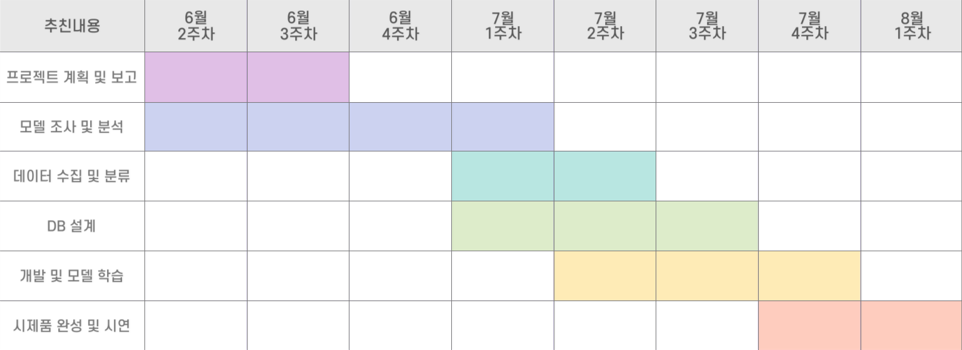 추친내용
6월
2주차
6월
3주차
6월
4주차
7월
1주차
7월
2주차
7월
3주차
7월
4주차
8월
1주차
프로젝트 계획 및 보고
모델 조사 및 분석
데이터 수집 및 분류
DB 설계
개발 및 모델 학습
시제품 완성 및 시연